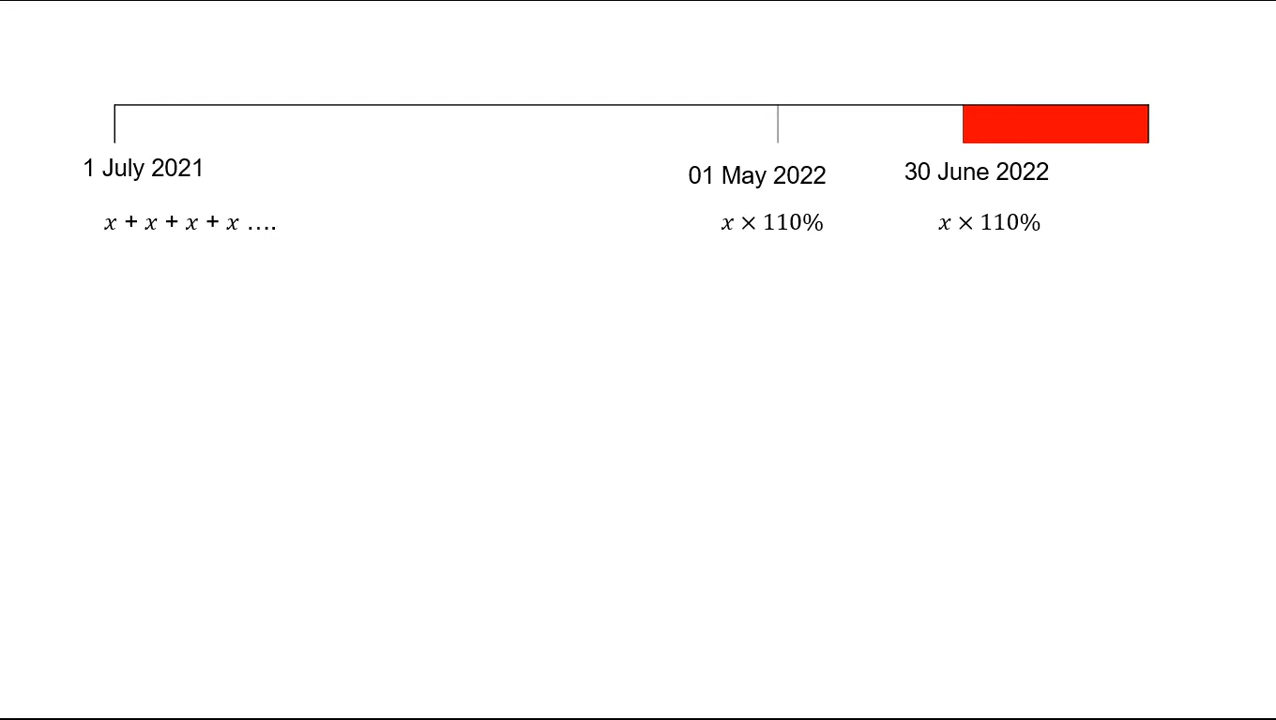 1 July 2021
01 May 2022
30 June 2022
x + x + x + x ….
x × 110%
x × 110%